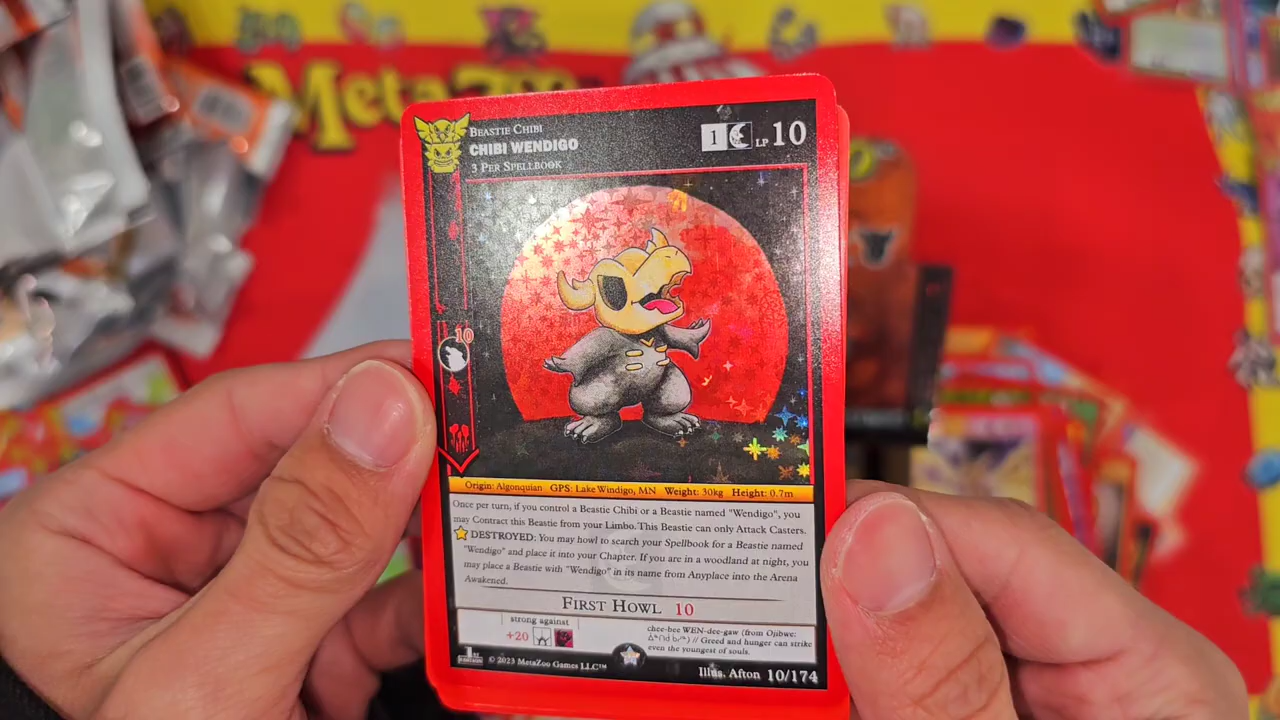 MetaZoo
BEASTIE CHIBI
CHIBI WENDIGO
3 PER SPELLBOOK
1 LP 10
10
Origin: Algonquian GPS: Lake Windigo, MN Weight: 30kg Height: 0.7m
Once per turn, if you control a Beastie Chibi or a Beastie named "Wendigo", you
may Contract this Beastie from your Limbo. This Beastie can only Attack Casters.
DESTROYED: You may howl to search your Spellbook for a Beastie named
"Wendigo" and place it into your Chapter. If you are in a woodland at night, you
may place a Beastie with "Wendigo" in its name from Anyplace into the Arena
Awakened.
FIRST HOWL 10
strong against
+20
chee-bee WEN-dee-gaw (from Ojibwe:
// Greed and hunger can strike
even the youngest of souls.
1st EDITION © 2023 MetaZoo Games LLC™
Illus. Afton 10/174